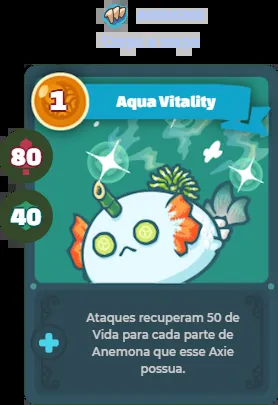 1
Aqua Vitality
80
40
Ataques recuperam 50 de
Vida para cada parte de
Anemona que esse Axie
possua.